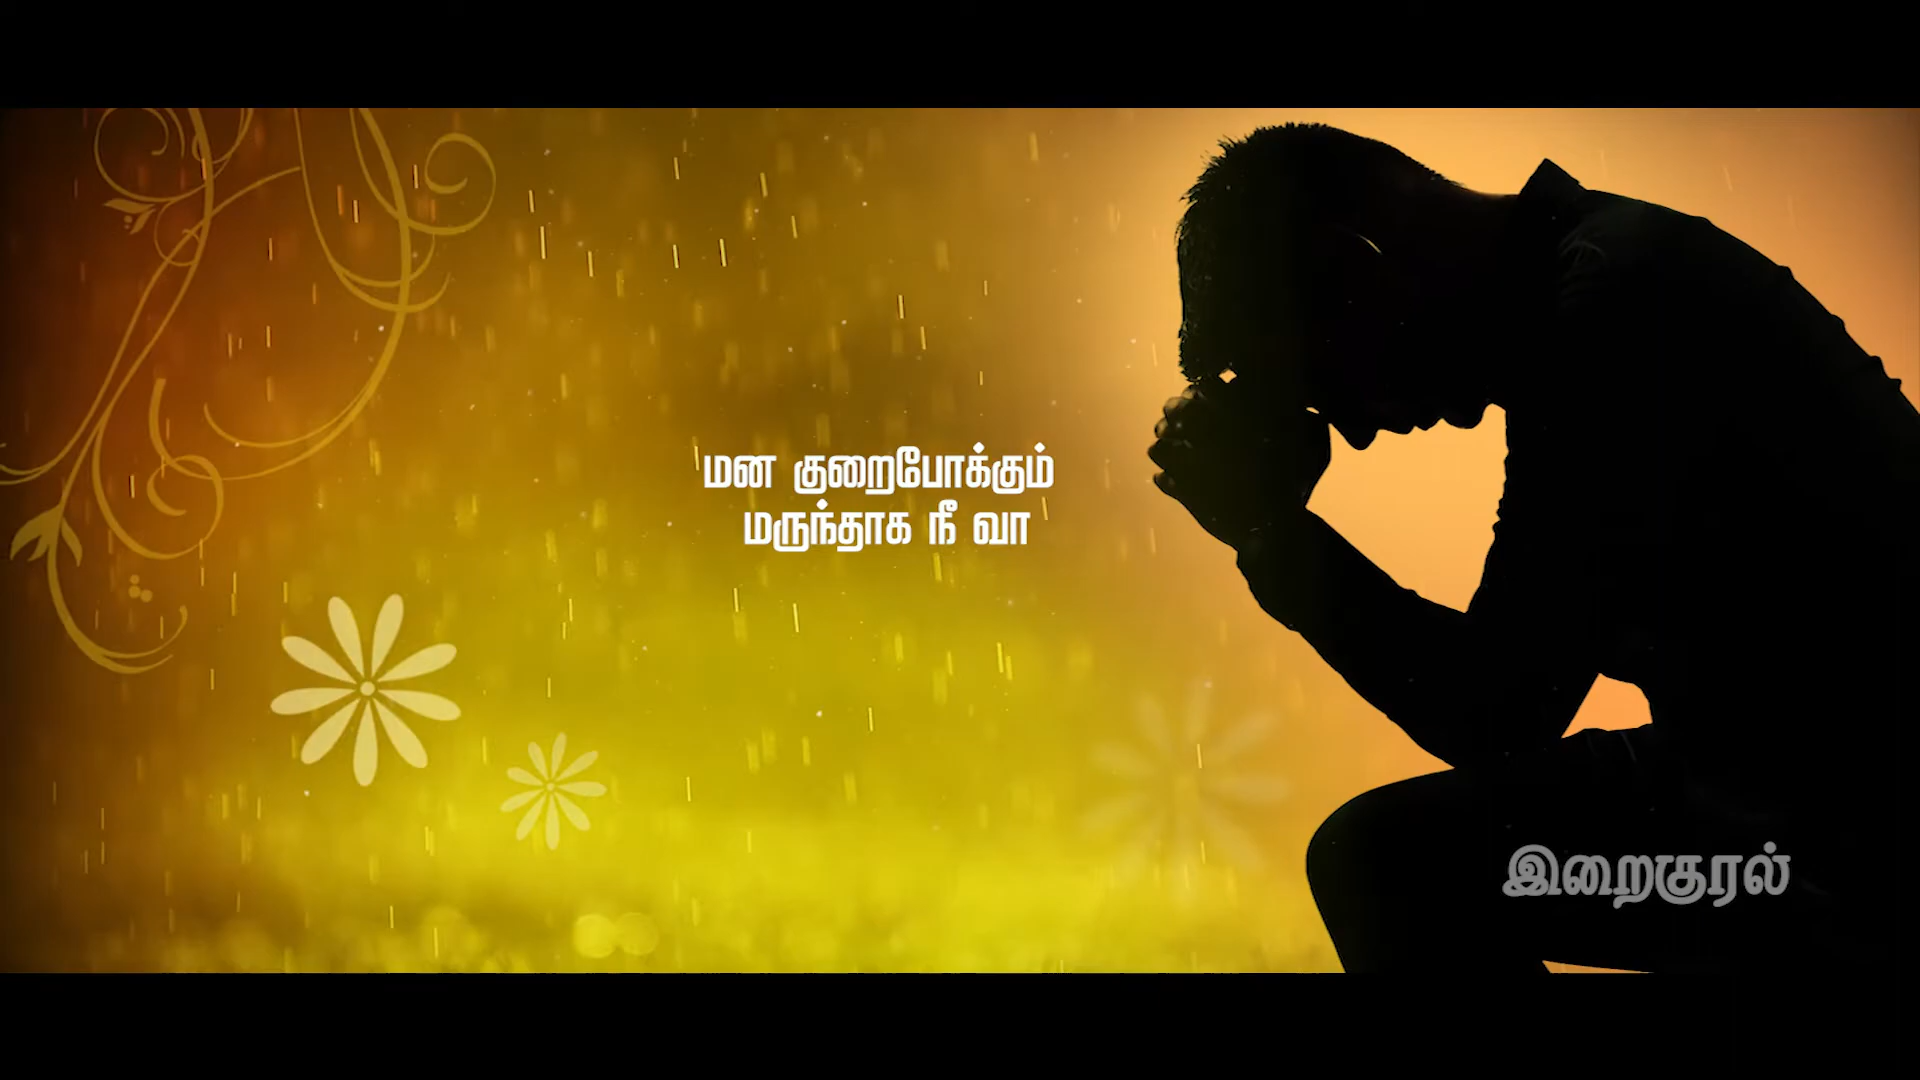 மன குறைபோக்கும்
மருந்தாக நீ வா
இறைகுரல்